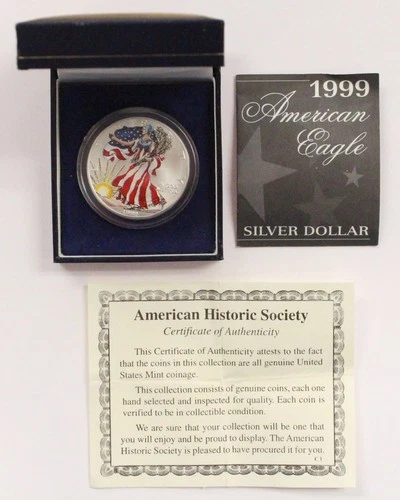 1999
American
Eagle
SILVER DOLLAR
American Historic Society
Certificate of Authenticity
This Certificate of Authenticity attests to the fact
that the coins in this collection are all genuine United
States Mint coinage.
This collection consists of genuine coins, each one
hand selected and inspected for quality. Each coin is
verified to be in collectible condition.
We are sure that your collection will be one that
you will enjoy and be proud to display. The American
Historic Society is pleased to have procured it for you.
C1